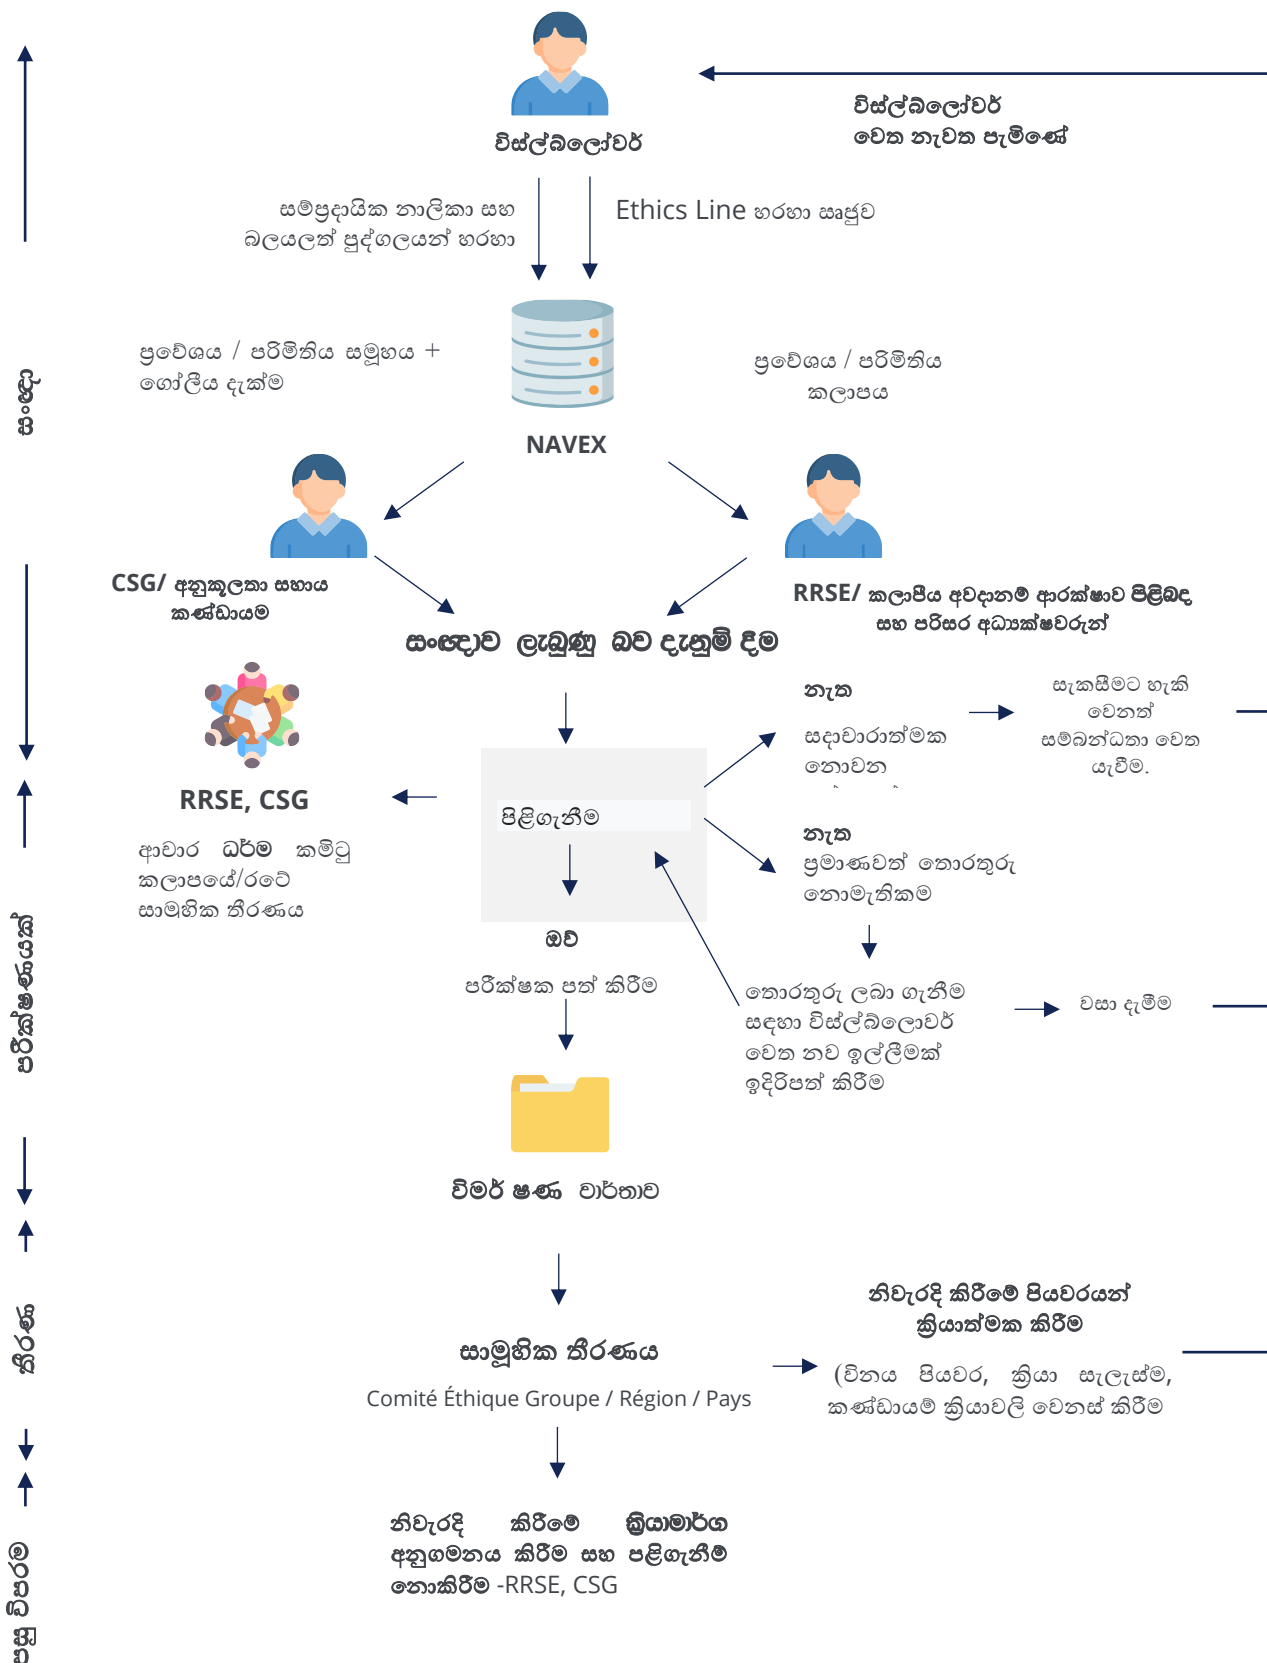 විස්ල්බ්ලෝවර්
විස්ල්බ්ලෝවර්
වෙත නැවත පැමිණේ
සම්ප්‍රදායික නාලිකා සහ
බලයලත් පුද්ගලයන් හරහා
Ethics Line හරහා ඍජුව
ප්‍රවේශය / පරිමිතිය සමූහය +
ගෝලීය දැක්ම
ප්‍රවේශය / පරිමිතිය
කලාපය
NAVEX
සංඥා
CSG/ අනුකූලතා සහාය
කණ්ඩායම
RRSE/ කලාපීය අවදානම් ආරක්ෂාව පිළිබඳ
සහ පරිසර අධ්‍යක්ෂවරුන්
සංඥාව ලැබුණු බව දැනුම් දීම
නැත
සදාචාරාත්මක
නොවන
සැකසීමට හැකි
වෙනත්
සම්බන්ධතා වෙත
යැවීම.
RRSE, CSG
ආචාර ධර්ම කමිටු
කලාපයේ/රටේ
සාමූහික තීරණය
පිළිගැනීම
නැත
ප්‍රමාණවත් තොරතුරු
නොමැතිකම
ඔව්
පරීක්ෂක පත් කිරීම
තොරතුරු ලබා ගැනීම
සඳහා විස්ල්බ්ලොවර්
වෙත නව ඉල්ලීමක්
ඉදිරිපත් කිරීම
වසා දැමීම
පරීක්ෂණයක්
විමර් ෂණ වාර්තාව
තීරණ
සාමූහික තීරණය
Comité Éthique Groupe / Région / Pays
නිවැරදි කිරීමේ පියවරයන්
ක්‍රියාත්මක කිරීම
(විනය පියවර, ක්‍රියා සැලැස්ම,
කණ්ඩායම් ක්‍රියාවලි වෙනස් කිරීම
නිවැරදි කිරීමේ ක්‍රියාමාර්ග
අනුගමනය කිරීම සහ පළිගැනීම්
නොකිරීම -RRSE, CSG
පසු විපරම